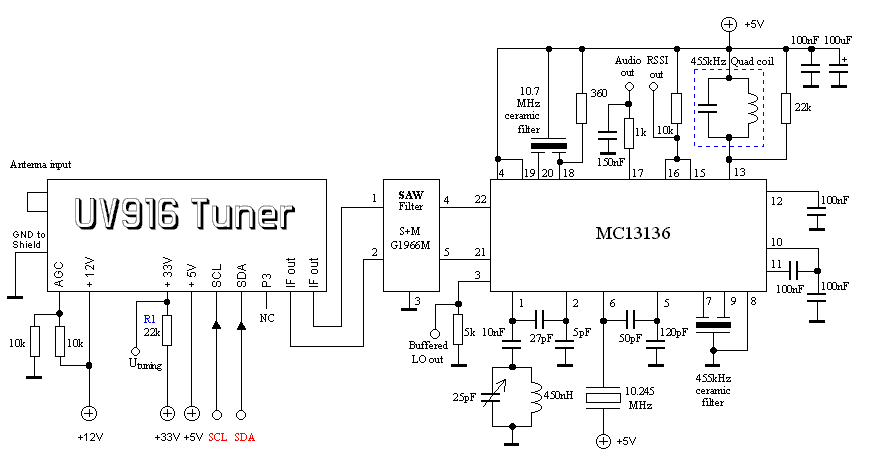 +5V
100nF 100uF
+
Audio out
RSSI out
455kHz Quad coil
10.7 MHz ceramic filter
360
10k
22k
1k
150nF
Antenna input
UV916 Tuner
GND to Shield
AGC
+12V
+33V
+5V
SCL
SDA
P3
IF out
IF out
NC
R1
22k
10k
10k
Utuning
+12V
+33V +5V SCL SDA
1
2
SAW
Filter
S+M
G1966M
4
5
3
4
19 20 18
17
16 15
13
22
21
3
MC13136
12
10
11
1
2
6
5
7
9
8
100nF
100nF
100nF
Buffered
LO out
5k
10nF
27pF
5pF
50pF
120pF
25pF
450nH
10.245
MHz
+5V
455kHz
ceramic
filter